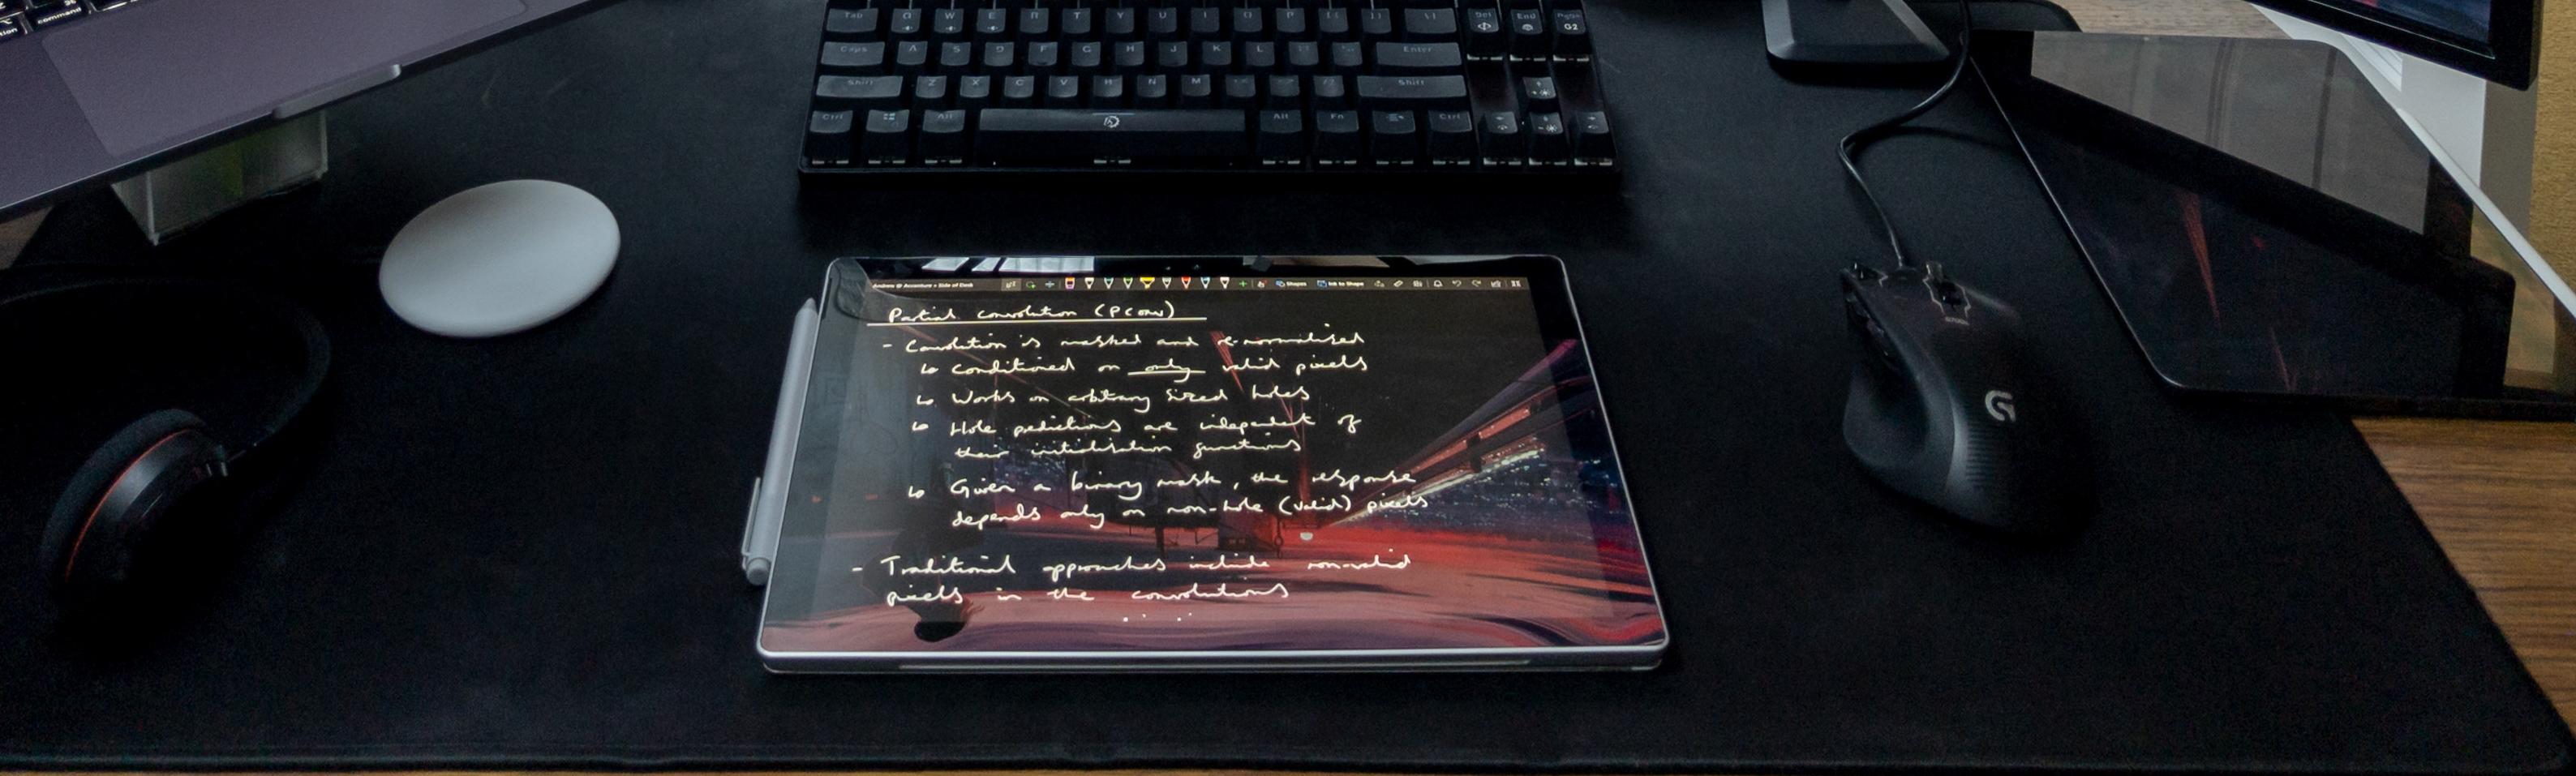 command
Tab Q W E R T Y U I O P Del End
G2
Caps A S D F G H J K L Enter
Shift Z X C V B N M Shift
Ctrl Alt Alt Fn Ctrl
Andrew @ Accenture » Side of Desk
Shapes Ink to Shape
Partial convolution (PConv)
- Convolution is masked and re-normalised
↳ Conditioned on only valid pixels
↳ Works on arbitrary sized holes
↳ Hole predictions are independent of
their initialisation functions
↳ Given a binary mask, the response
depends only on non-hole (valid) pixels
- Traditional approaches include non-valid
pixels in the convolutions
G